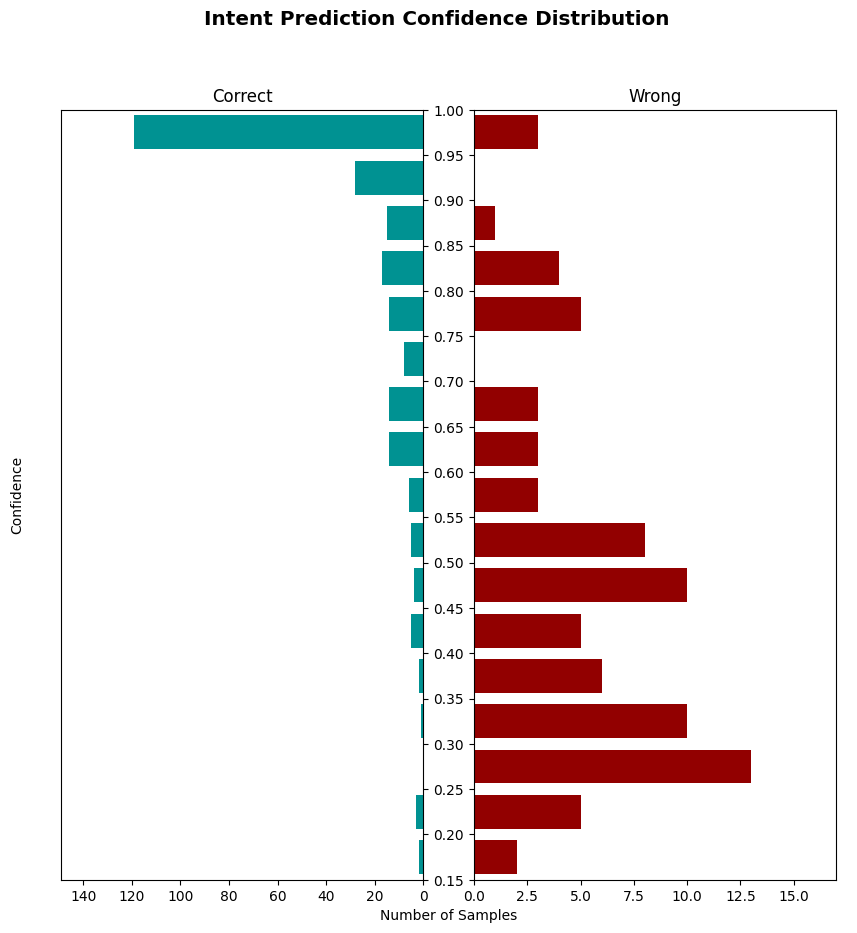 Intent Prediction Confidence Distribution
Correct
Wrong
1.00
0.95
0.90
0.85
0.80
0.75
0.70
0.65
0.60
0.55
0.50
0.45
0.40
0.35
0.30
0.25
0.20
0.15
Confidence
140 120 100 80 60 40 20 0
0.0 2.5 5.0 7.5 10.0 12.5 15.0
Number of Samples